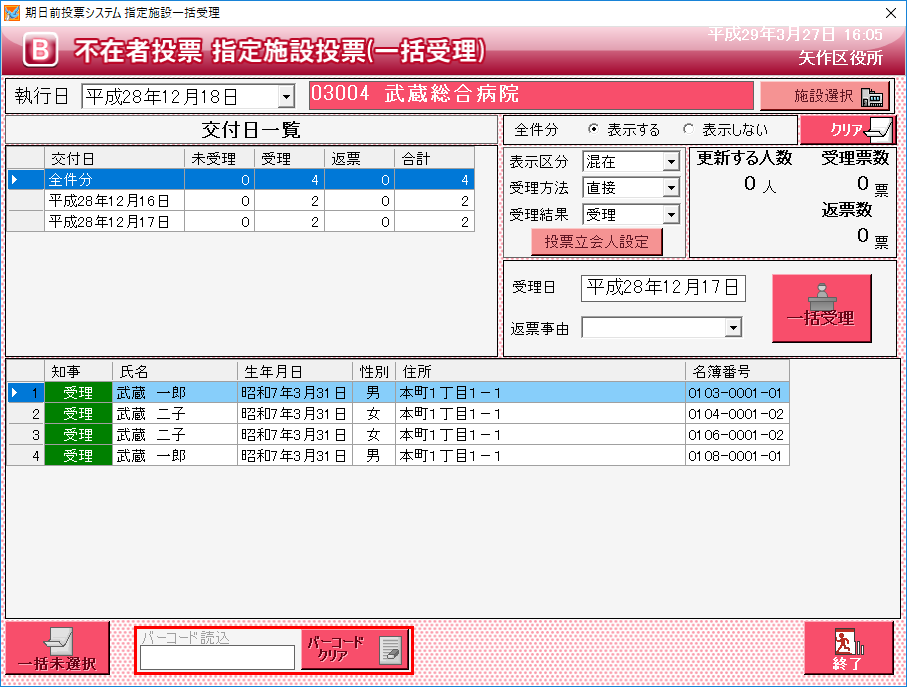 期日前投票システム 指定施設一括受理
平成29年3月27日 16:05
B 不在者投票 指定施設投票(一括受理)
矢作区役所
執行日 平成28年12月18日 03004 武蔵総合病院 施設選択
交付日一覧
全件分 表示する 表示しない クリア
交付日 未受理 受理 返票 合計
全件分 0 4 0 4
平成28年12月16日 0 2 0 2
平成28年12月17日 0 2 0 2
表示区分 混在
受理方法 直接
受理結果 受理
投票立会人設定
更新する人数 受理票数
0 人 0 票
返票数
0 票
受理日 平成28年12月17日
返票事由
一括受理
知事 氏名 生年月日 性別 住所 名簿番号
1 受理 武蔵 一郎 昭和7年3月31日 男 本町1丁目1-1 0103-0001-01
2 受理 武蔵 二子 昭和7年3月31日 女 本町1丁目1-1 0104-0001-02
3 受理 武蔵 二子 昭和7年3月31日 女 本町1丁目1-1 0106-0001-02
4 受理 武蔵 一郎 昭和7年3月31日 男 本町1丁目1-1 0108-0001-01
一括未選択
バーコード読込
バーコード
クリア
終了